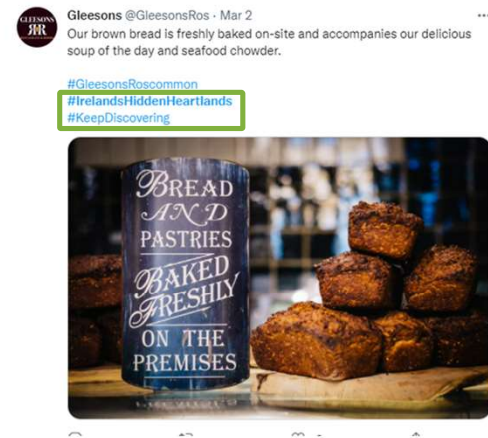 Gleesons @GleesonsRos · Mar 2
Our brown bread is freshly baked on-site and accompanies our delicious
soup of the day and seafood chowder.
#GleesonsRoscommon
#IrelandsHiddenHeartlands
#KeepDiscovering
GLEESONS
BREAD
AND
PASTRIES
BAKED
FRESHLY
ON THE
PREMISES